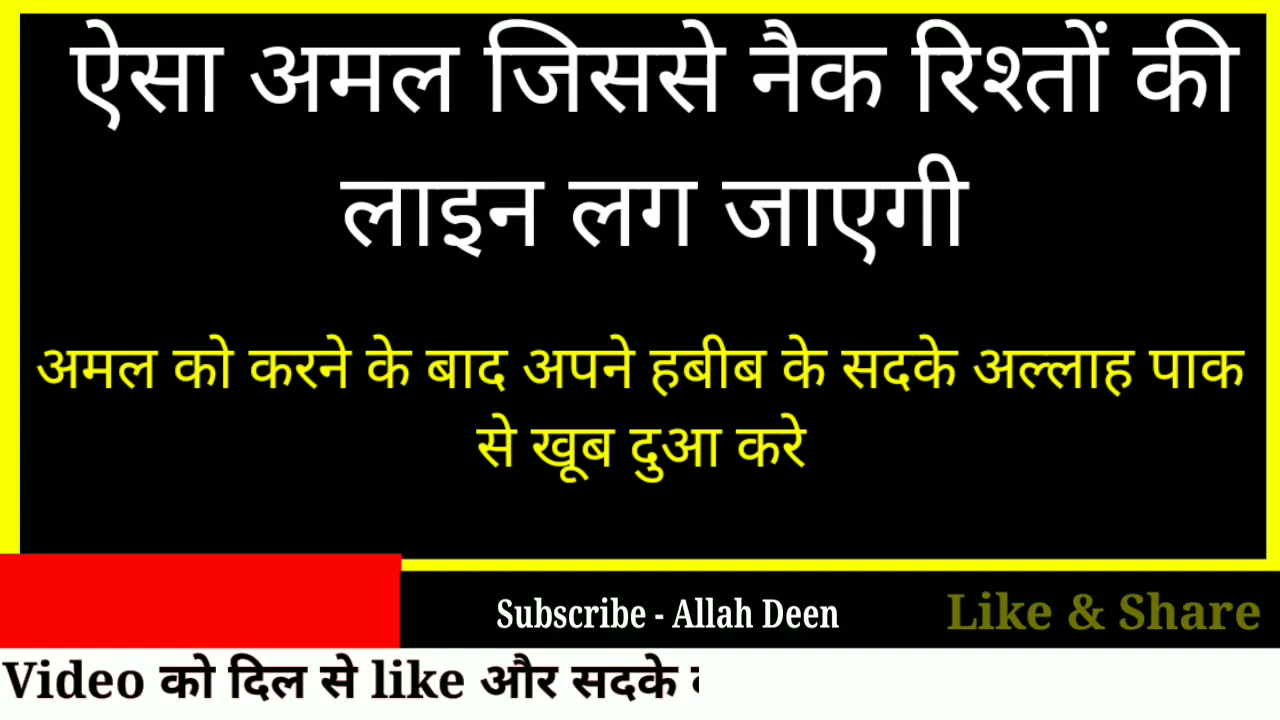 ऐसा अमल जिससे नैक रिश्तों की
लाइन लग जाएगी
अमल को करने के बाद अपने हबीब के सदके अल्लाह पाक
से खूब दुआ करे
Subscribe - Allah Deen
Like & Share
Video को दिल से like और सदके